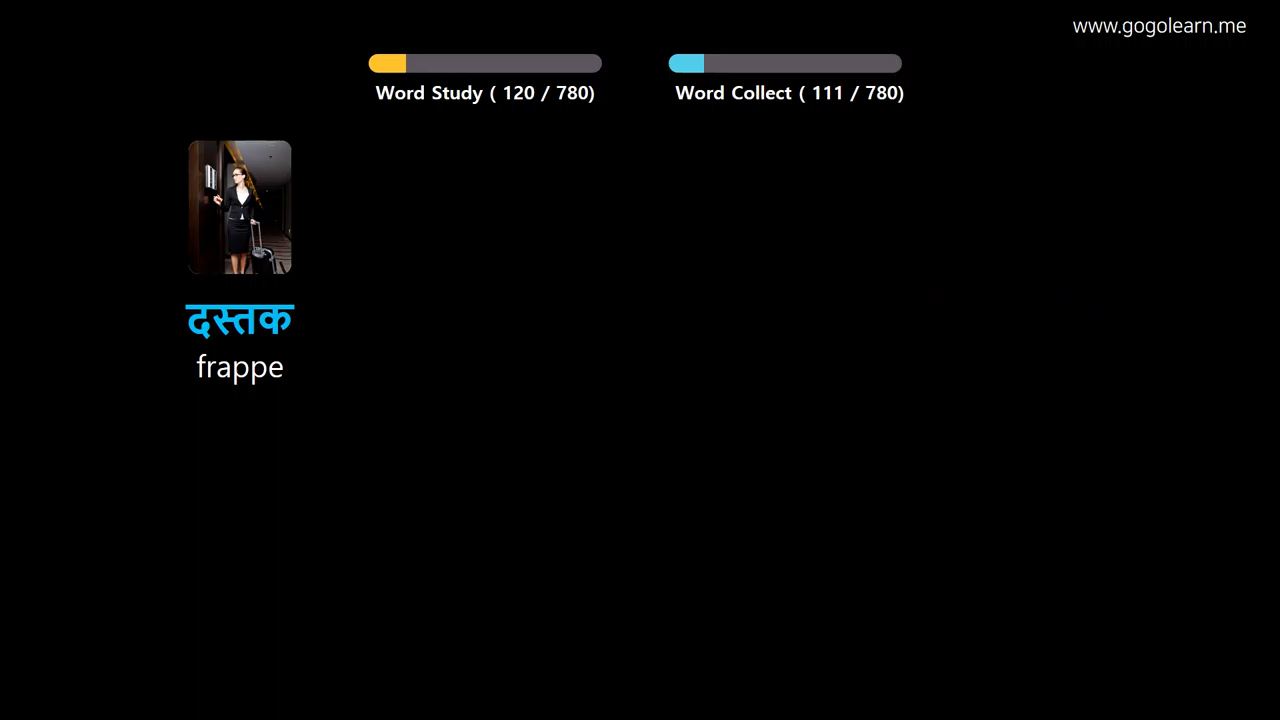 www.gogolearn.me
Word Study ( 120 / 780)
Word Collect ( 111 / 780)
दस्तक
frappe